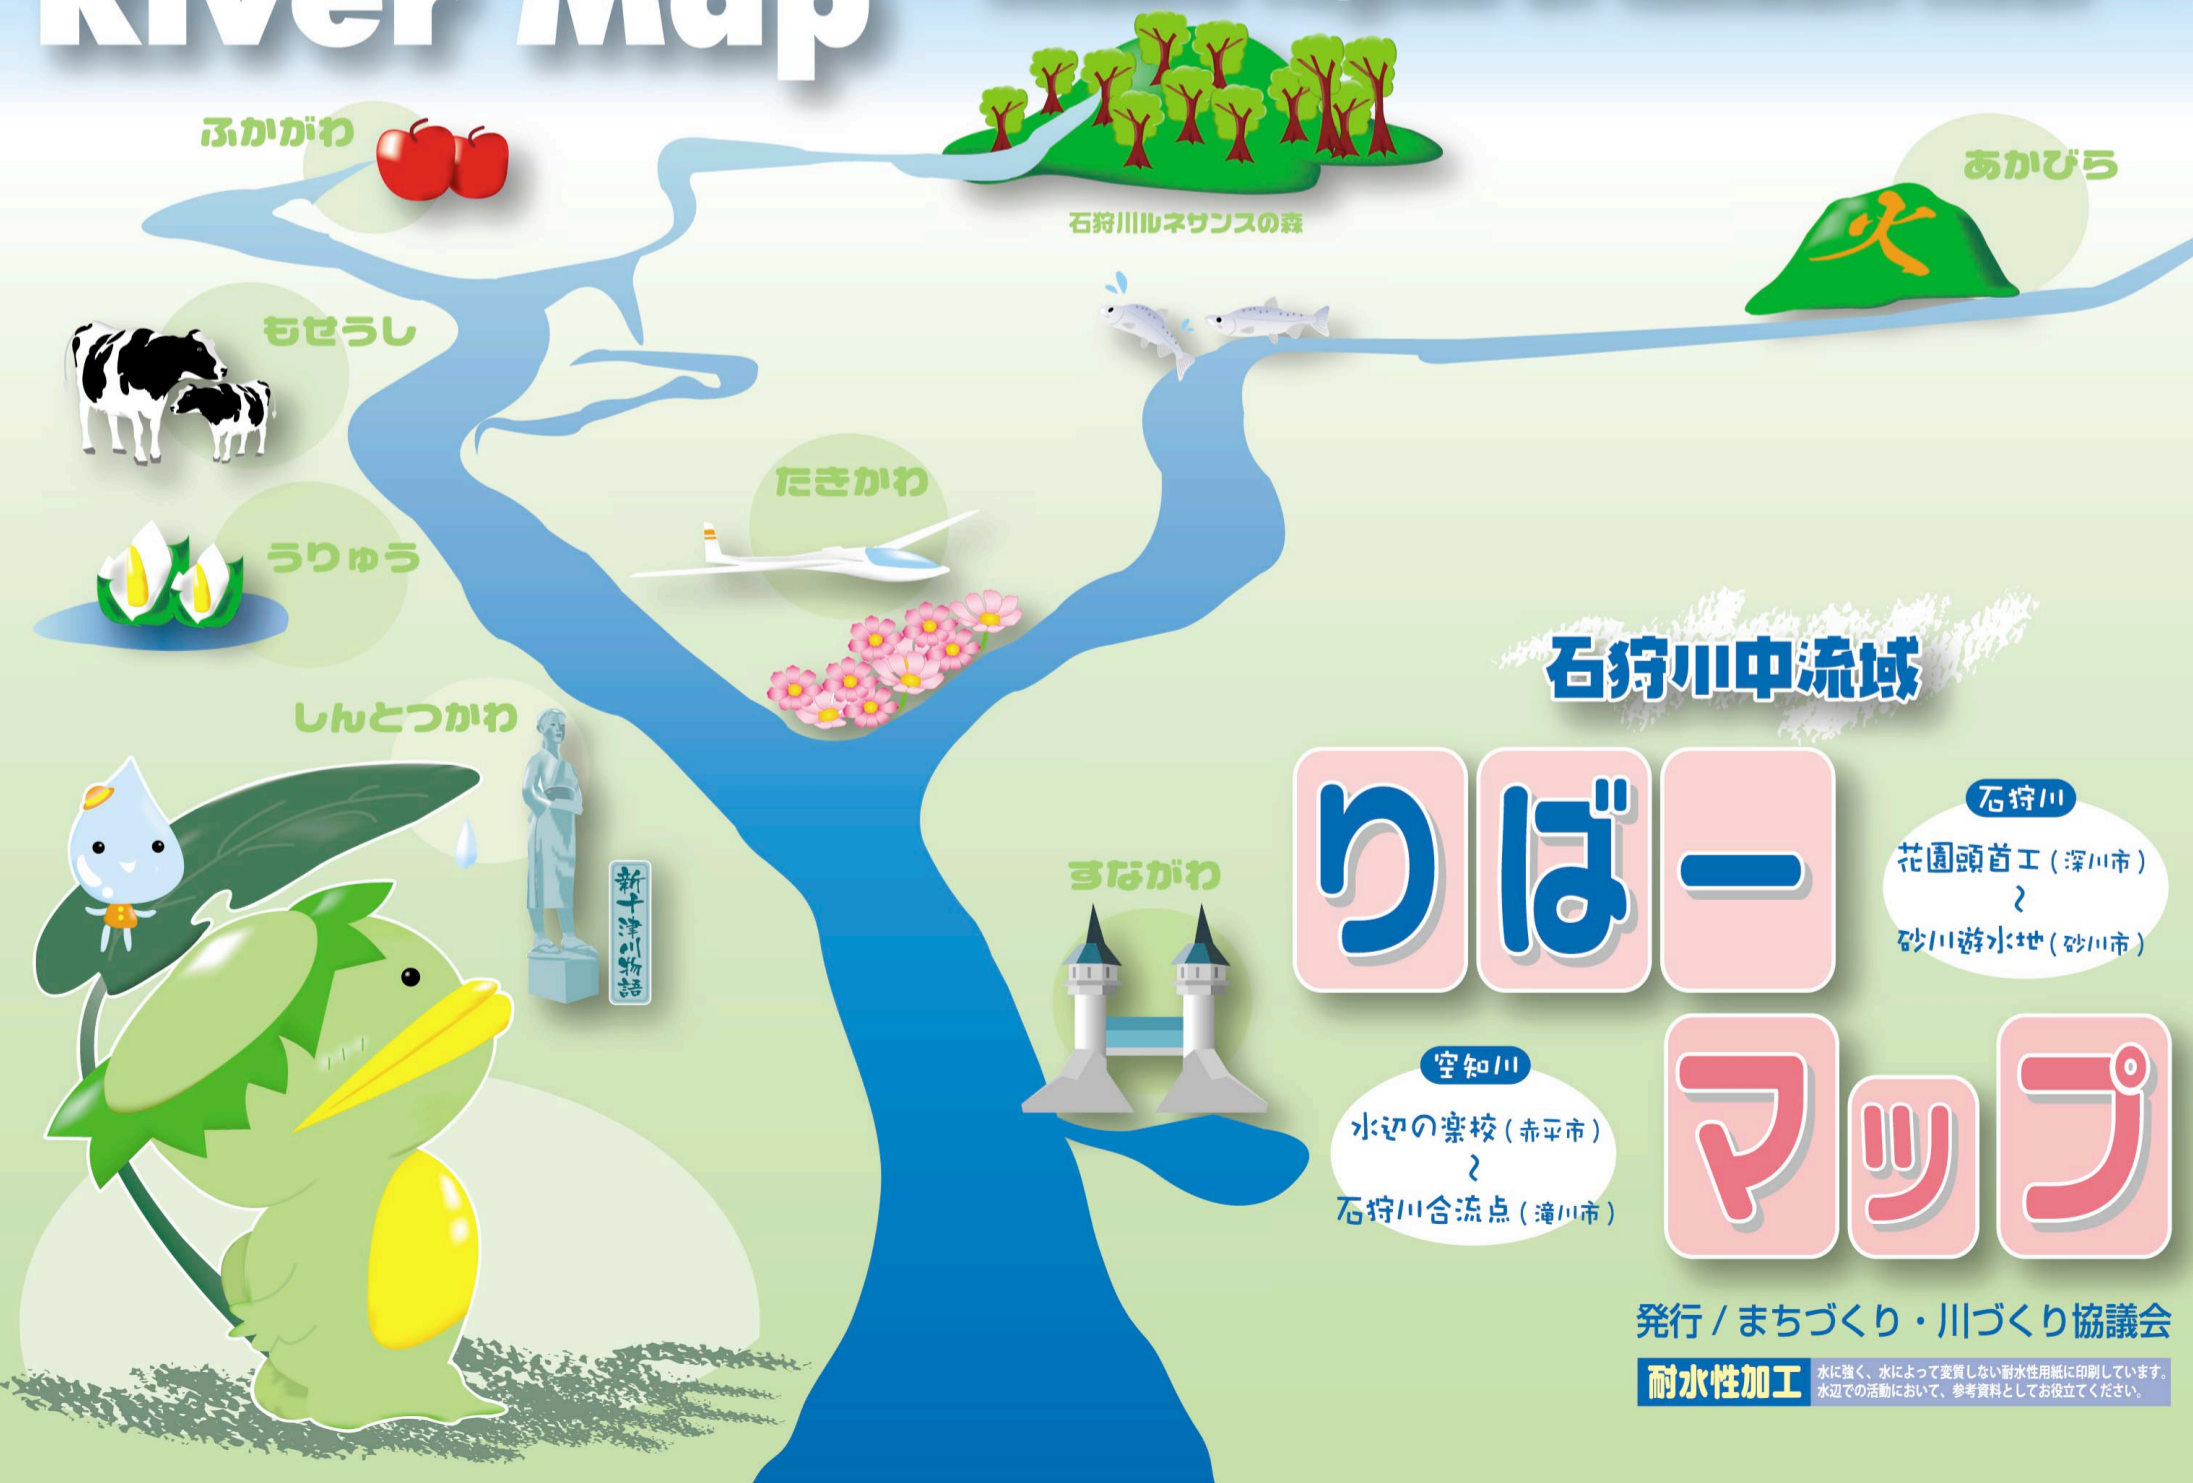 River Map
ふかがわ
あかびら
石狩川ルネサンスの森
火
もせうし
たきかわ
うりゅう
石狩川中流域
しんとつかわ
りばー
石狩川
花園頭首工(深川市)
~
砂川遊水地(砂川市)
すながわ
新十津川物語
マップ
空知川
水辺の楽校(赤平市)
~
石狩川合流点(滝川市)
発行/まちづくり・川づくり協議会
耐水性加工
水に強く、水によって変質しない耐水性用紙に印刷しています。
水辺での活動において、参考資料としてお役立てください。